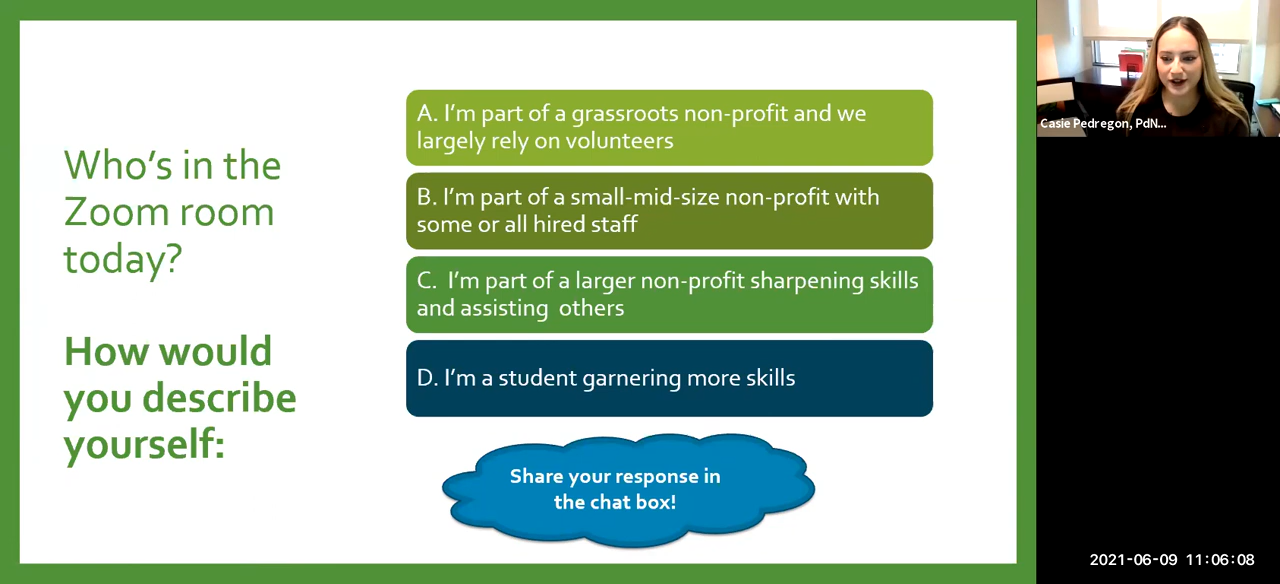 Who's in the
Zoom room
today?
How would
you describe
yourself:
A. I'm part of a grassroots non-profit and we
largely rely on volunteers
B. I'm part of a small-mid-size non-profit with
some or all hired staff
C.  I'm part of a larger non-profit sharpening skills
and assisting  others
D. I'm a student garnering more skills
Share your response in
the chat box!
Casie Pedregon, PdN...
2021-06-09 11:06:08